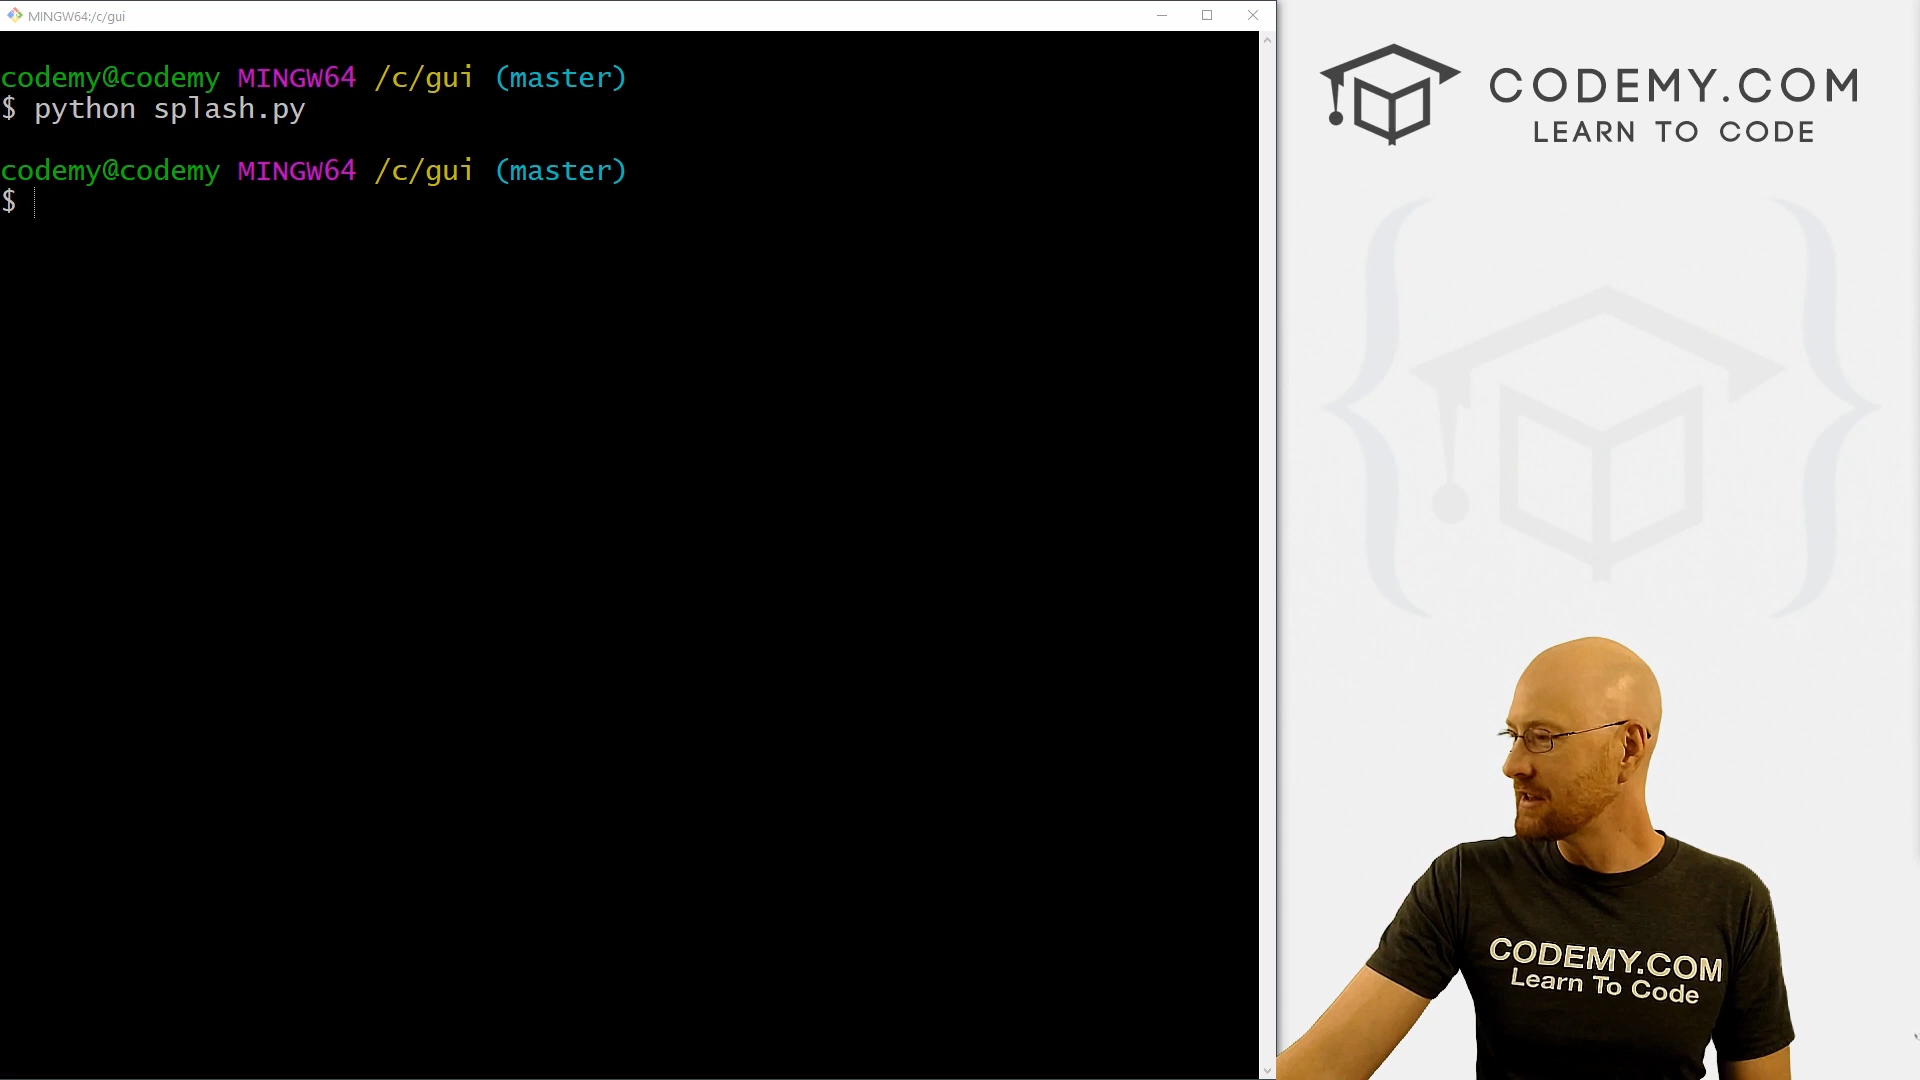 MINGW64:/c/gui
codemy@codemy MINGW64 /c/gui (master)
$ python splash.py
codemy@codemy MINGW64 /c/gui (master)
$
CODEMY.COM
LEARN TO CODE
CODEMY.COM
Learn To Code